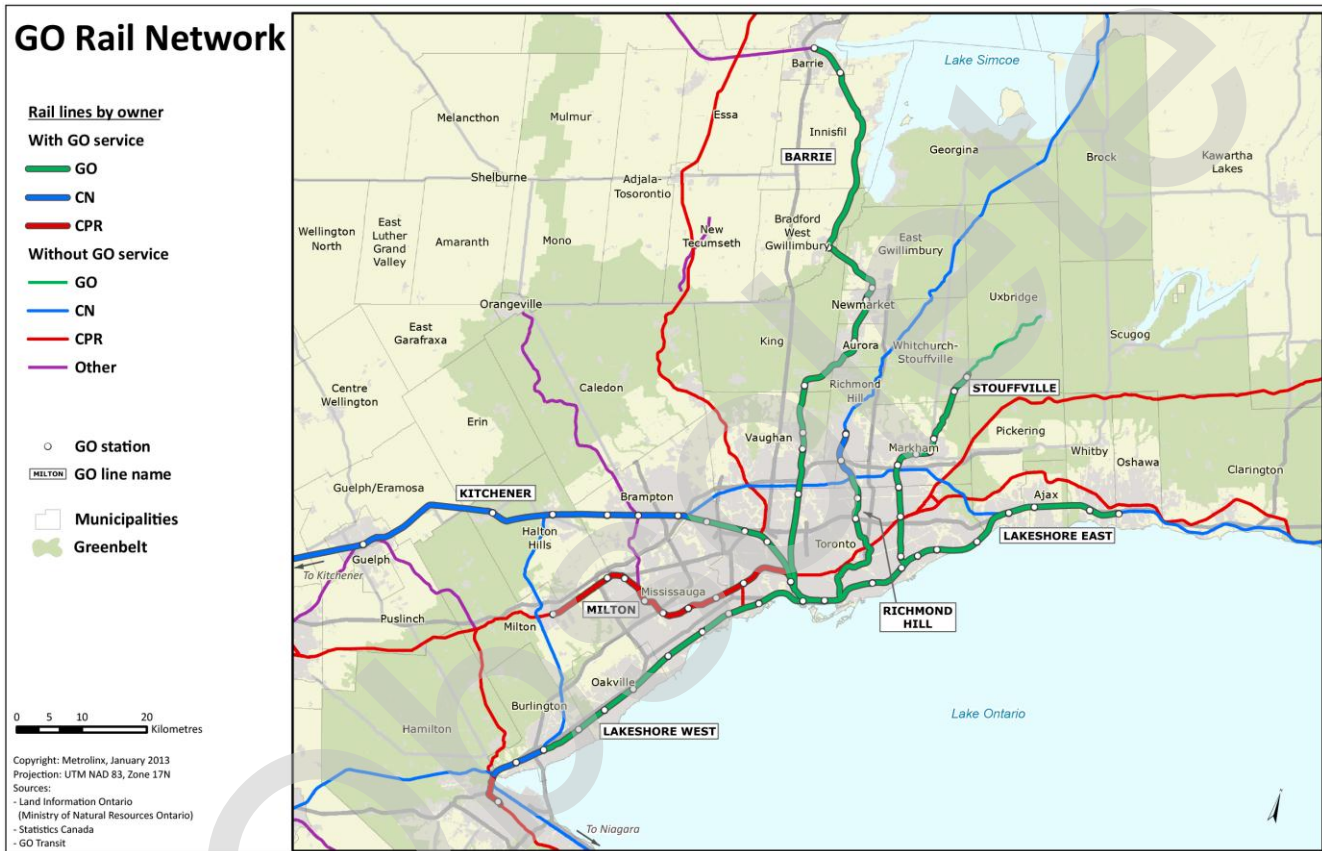 GO Rail Network
Rail lines by owner
With GO service
GO
CN
CPR
Without GO service
GO
CN
CPR
Other
GO station
MILTON
GO line name
Municipalities
Greenbelt
0 5 10 20
Kilometres
Copyright: Metrolinx, January 2013
Projection: UTM NAD 83, Zone 17N
Sources:
- Land Information Ontario
(Ministry of Natural Resources Ontario)
- Statistics Canada
- GO Transit
Barrie
Lake Simcoe
Melancthon
Mulmur
Essa
Innisfil
BARRIE
Georgina
Brock
Kawartha
Lakes
Shelburne
Adjala-
Tosorontio
Wellington
North
East
Luther
Grand
Valley
Amaranth
Mono
New
Tecumseth
Bradford
West
Gwillimbury
East
Gwillimbury
Orangeville
Newmarket
Uxbridge
East
Garafraxa
King
Aurora
Whitchurch-
Stouffville
Scugog
Centre
Wellington
Caledon
Richmond
Hill
STOUFFVILLE
Erin
Vaughan
Markham
Pickering
Whitby
Oshawa
Clarington
Guelph/Eramosa
KITCHENER
Brampton
Ajax
Halton
Hills
Toronto
LAKESHORE EAST
Guelph
To Kitchener
Mississauga
MILTON
RICHMOND
HILL
Puslinch
Milton
Oakville
Burlington
Hamilton
LAKESHORE WEST
Lake Ontario
To Niagara